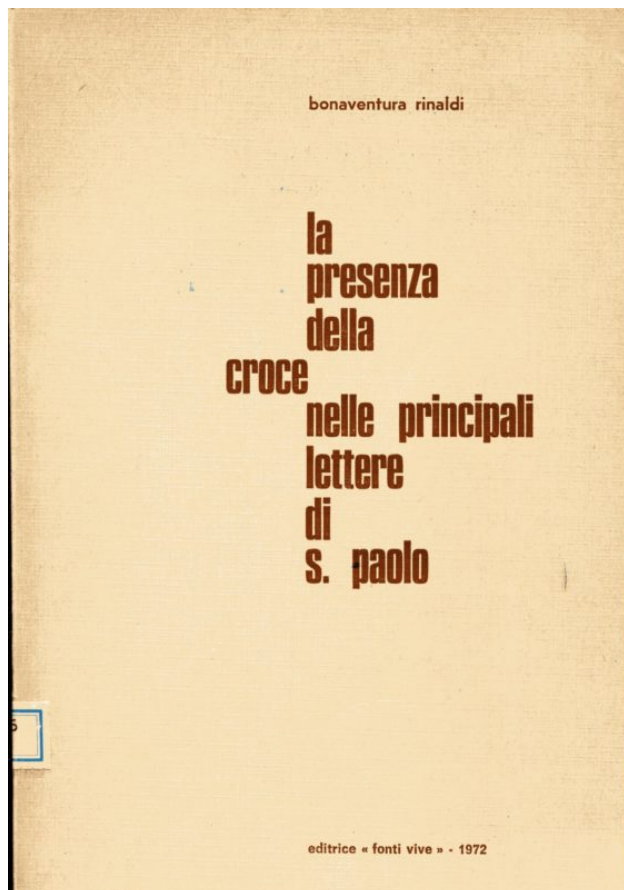 bonaventura rinaldi
la
presenza
della
croce
nelle principali
lettere
di
s. paolo
editrice « fonti vive » - 1972